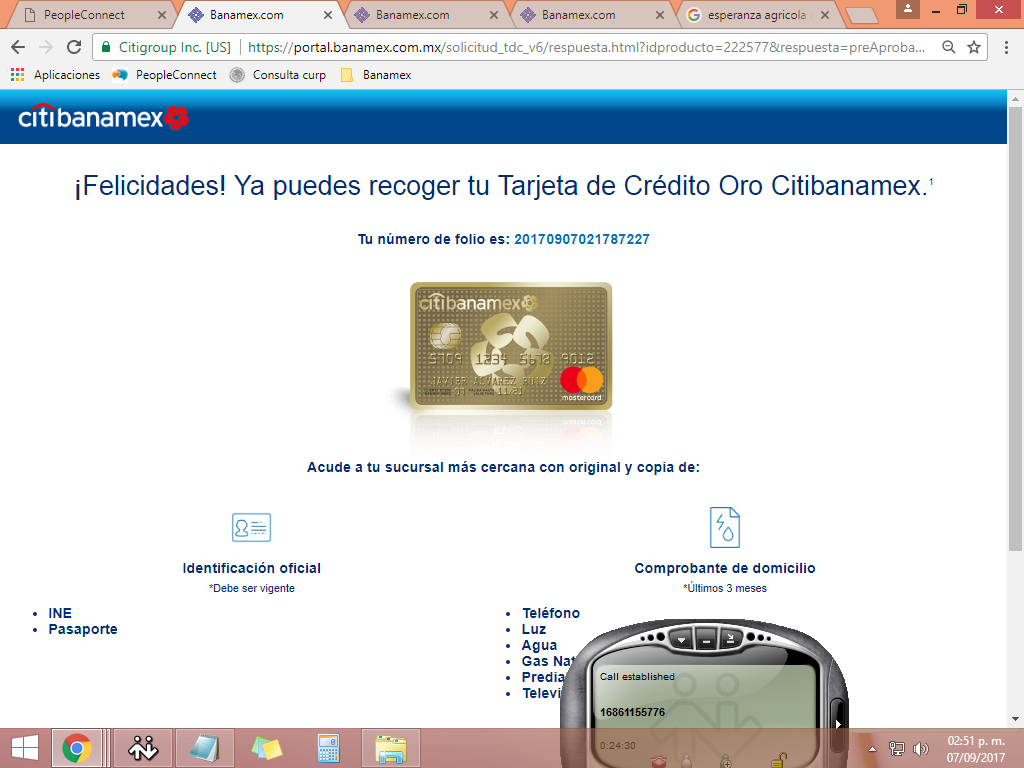 PeopleConnect
Banamex.com
Banamex.com
Banamex.com
esperanza agricola
Citigroup Inc. [US]
https://portal.banamex.com.mx/solicitud_tdc_v6/respuesta.html?idproducto=222577&respuesta=preAproba...
Aplicaciones
PeopleConnect
Consulta curp
Banamex
citibanamex
¡Felicidades! Ya puedes recoger tu Tarjeta de Crédito Oro Citibanamex.1
Tu número de folio es: 20170907021787227
citibanamex
5709 1234 5678 9012
JAVIER ALVAREZ RUIZ
11/21
mastercard
Acude a tu sucursal más cercana con original y copia de:
Identificación oficial
*Debe ser vigente
• INE
• Pasaporte
Comprobante de domicilio
*Últimos 3 meses
• Teléfono
• Luz
• Agua
• Gas Nat
• Predia
• Televi
Call established
16861155776
0:24:30
02:51 p. m.
07/09/2017